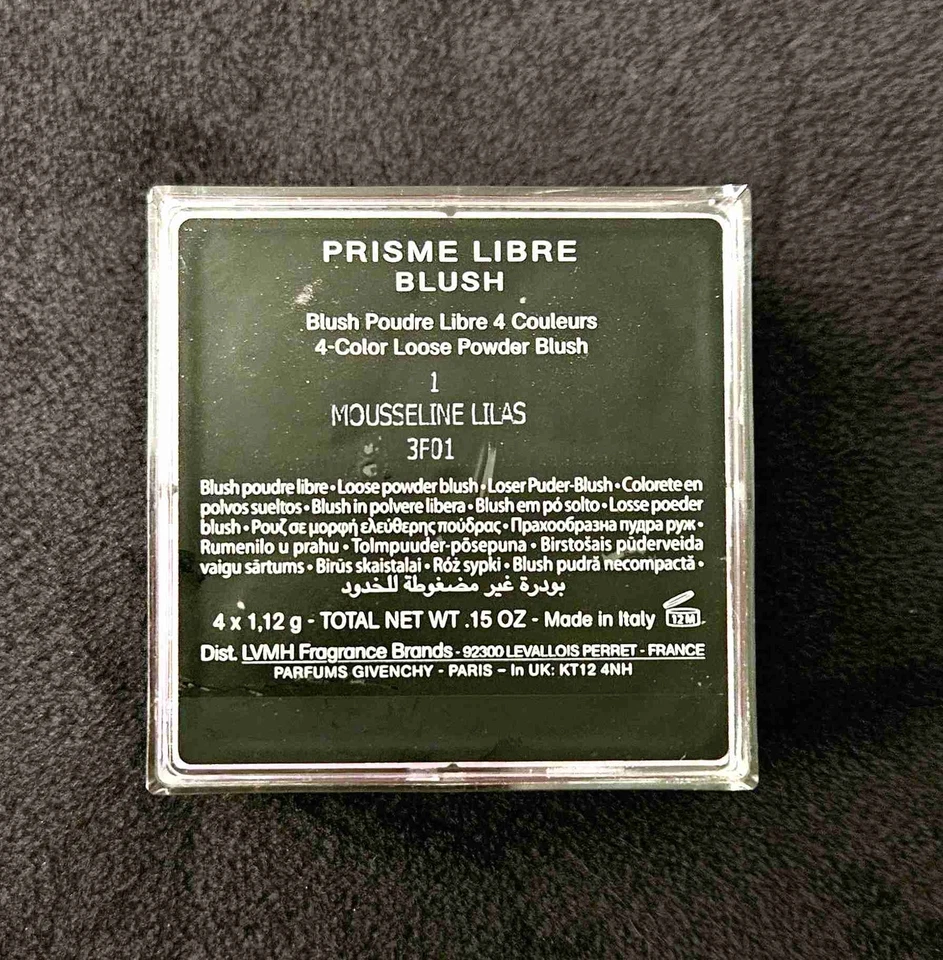 PRISME LIBRE
BLUSH
Blush Poudre Libre 4 Couleurs
4-Color Loose Powder Blush
1
MOUSSELINE LILAS
3F01
Blush poudre libre • Loose powder blush • Loser Puder-Blush • Colorete en
polvos sueltos • Blush in polvere libera • Blush em pó solto • Losse poeder
blush • Ρουζ σε μορφή ελεύθερης πούδρας • Прахообразна пудра руж •
Rumenilo u prahu • Tolmpuuder-põsepuna • Birstošais pūderveida
vaigu sārtums • Birūs skaistalai • Róż sypki • Blush pudră necompactă •
بودرة غير مضغوطة للخدود
4 x 1,12 g - TOTAL NET WT .15 OZ - Made in Italy 12 M
Dist. LVMH Fragrance Brands - 92300 LEVALLOIS PERRET - FRANCE
PARFUMS GIVENCHY - PARIS – In UK: KT12 4NH